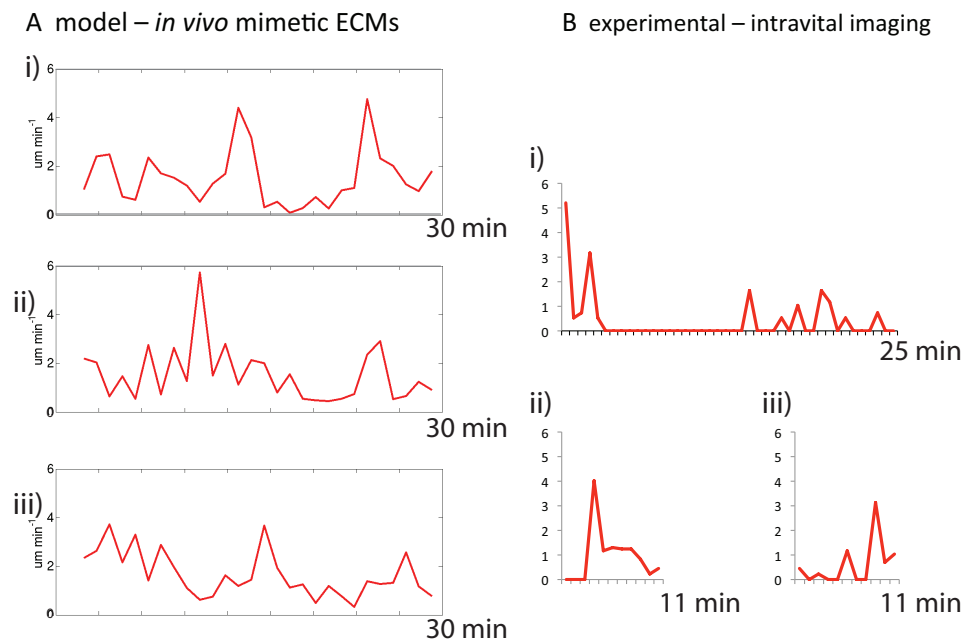 A model – in vivo mimetic ECMs
i)
6
4
2
0
um min-1
30 min
ii)
6
4
2
0
um min-1
30 min
iii)
6
4
2
0
um min-1
30 min
B experimental – intravital imaging
i)
6
5
4
3
2
1
0
25 min
ii)
6
5
4
3
2
1
0
11 min
iii)
6
5
4
3
2
1
0
11 min